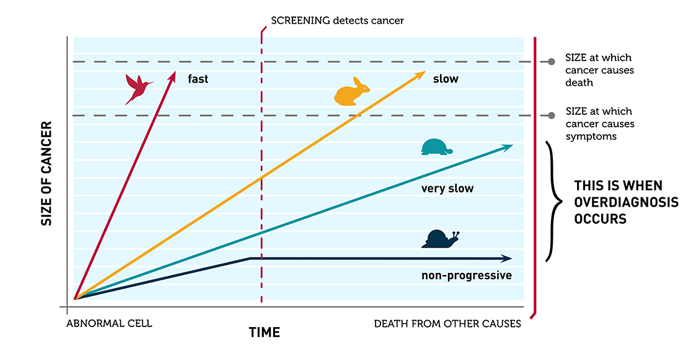 SCREENING detects cancer
fast
slow
SIZE at which
cancer causes
death
SIZE at which
cancer causes
symptoms
SIZE OF CANCER
very slow
THIS IS WHEN
OVERDIAGNOSIS
OCCURS
non-progressive
ABNORMAL CELL
TIME
DEATH FROM OTHER CAUSES